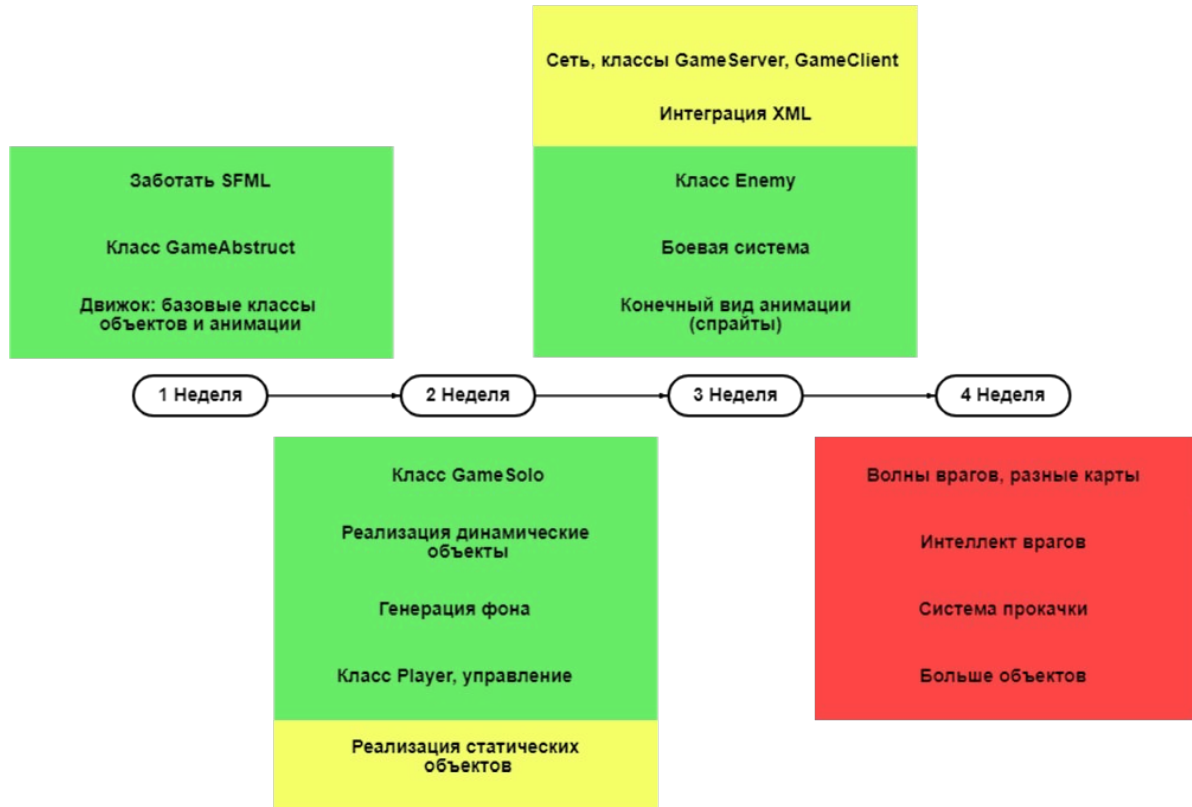 Сеть, классы GameServer, GameClient
Интеграция XML
Заботать SFML
Класс GameAbstruct
Движок: базовые классы
объектов и анимации
Класс Enemy
Боевая система
Конечный вид анимации
(спрайты)
1 Неделя
2 Неделя
3 Неделя
4 Неделя
Класс GameSolo
Реализация динамические
объекты
Генерация фона
Класс Player, управление
Реализация статических
объектов
Волны врагов, разные карты
Интеллект врагов
Система прокачки
Больше объектов